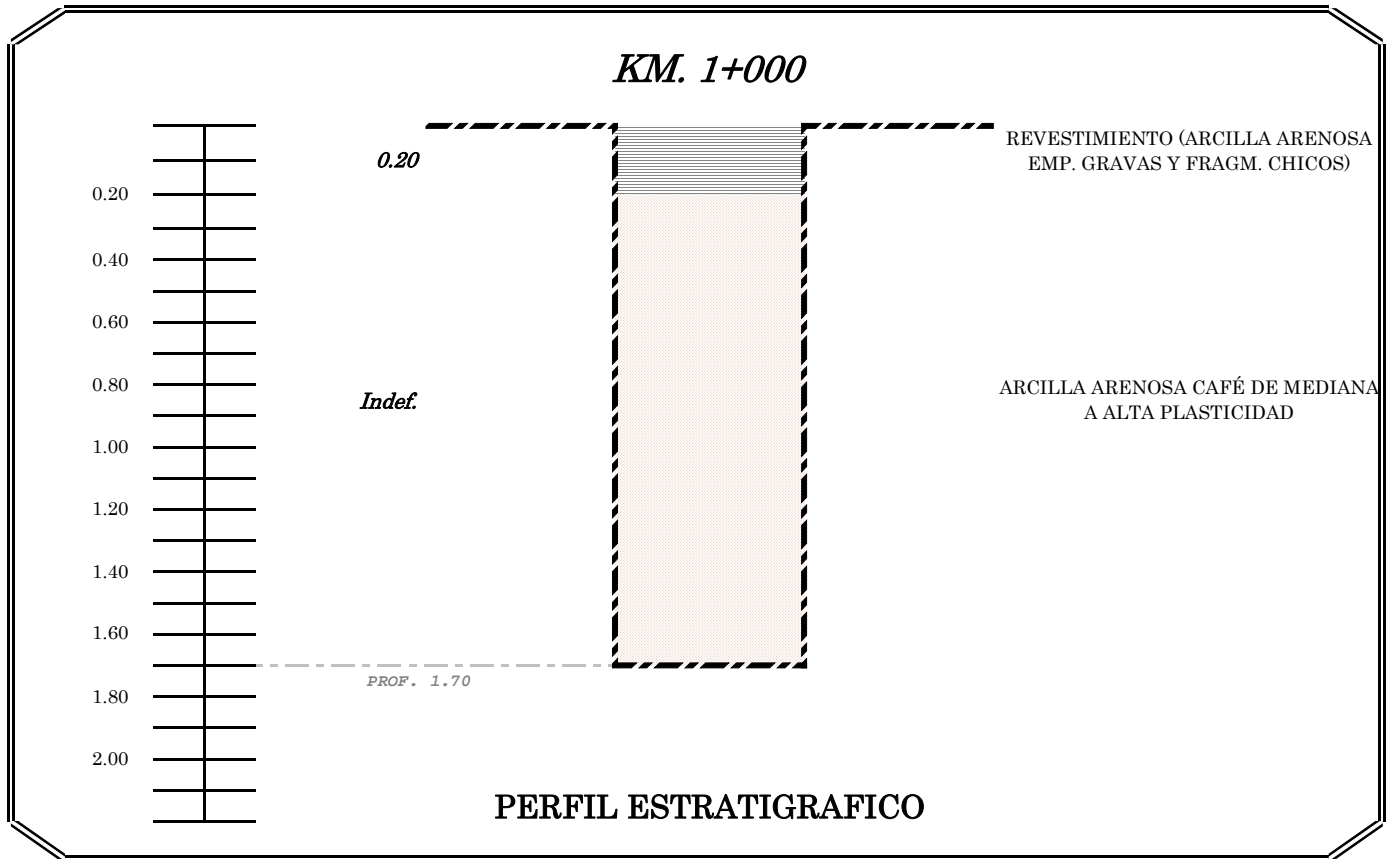 KM. 1+000
REVESTIMIENTO (ARCILLA ARENOSA
EMP. GRAVAS Y FRAGM. CHICOS)
0.20
0.20
0.40
0.60
0.80
Indef.
ARCILLA ARENOSA CAFÉ DE MEDIANA
A ALTA PLASTICIDAD
1.00
1.20
1.40
1.60
PROF. 1.70
1.80
2.00
PERFIL ESTRATIGRAFICO